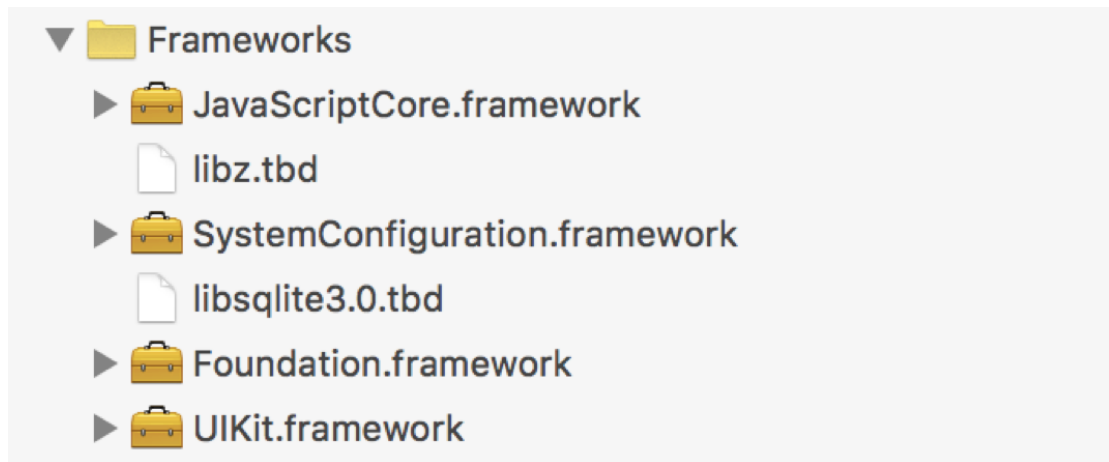 Frameworks
JavaScriptCore.framework
libz.tbd
SystemConfiguration.framework
libsqlite3.0.tbd
Foundation.framework
UIKit.framework